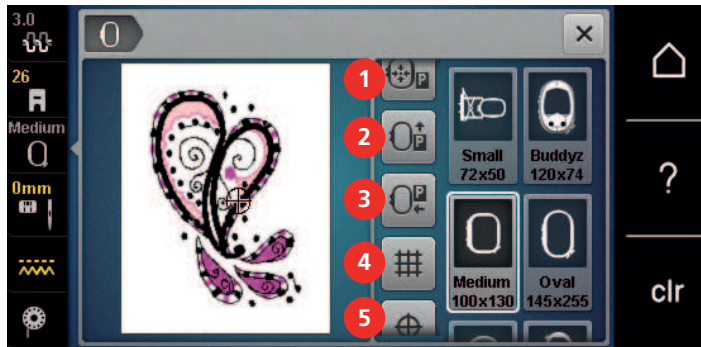 3.0
26
Medium
0mm
1
P
2
P
3
P
4
5
Small
72x50
Buddyz
120x74
Medium
100x130
Oval
145x255
?
clr